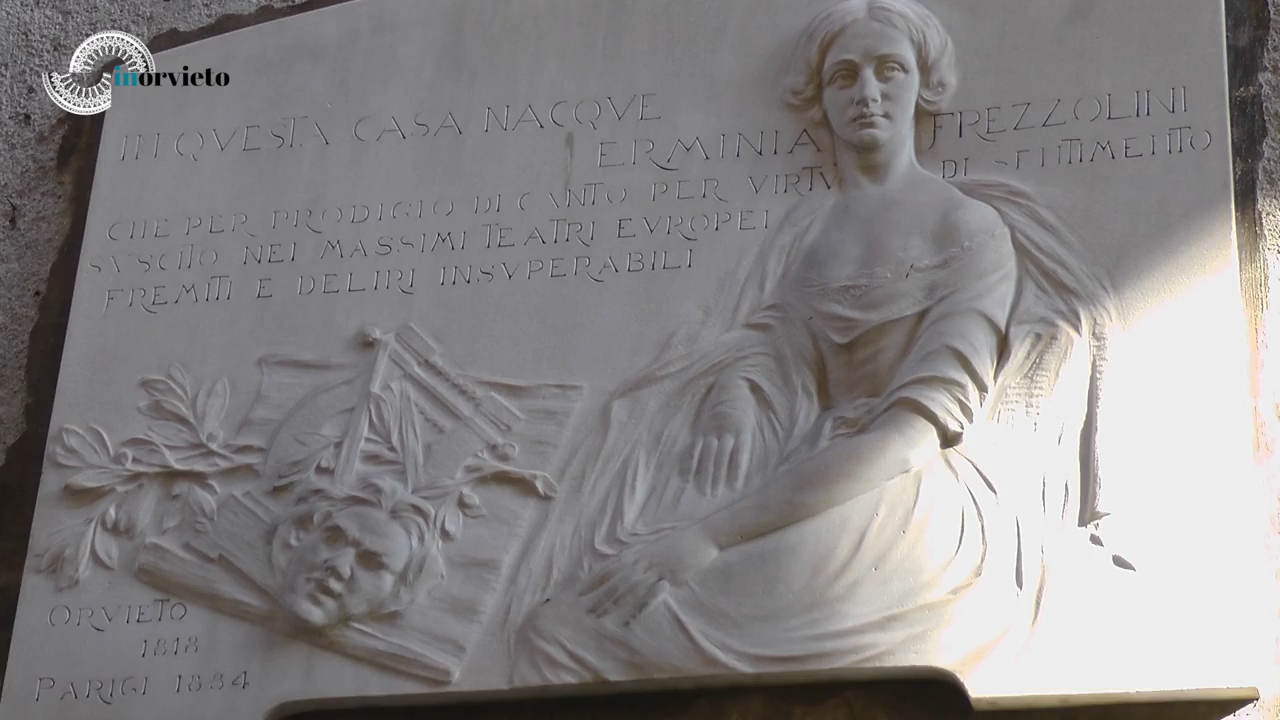 inorvieto
IN QVESTA CASA NACQVE
ERMINIA FREZZOLINI
CHE PER PRODIGIO DI CANTO PER VIRTV DI SENTIMENTO
SVSCITO NEI MASSIMI TEATRI EVROPEI
FREMITI E DELIRI INSVPERABILI
ORVIETO
1818
PARIGI 1884